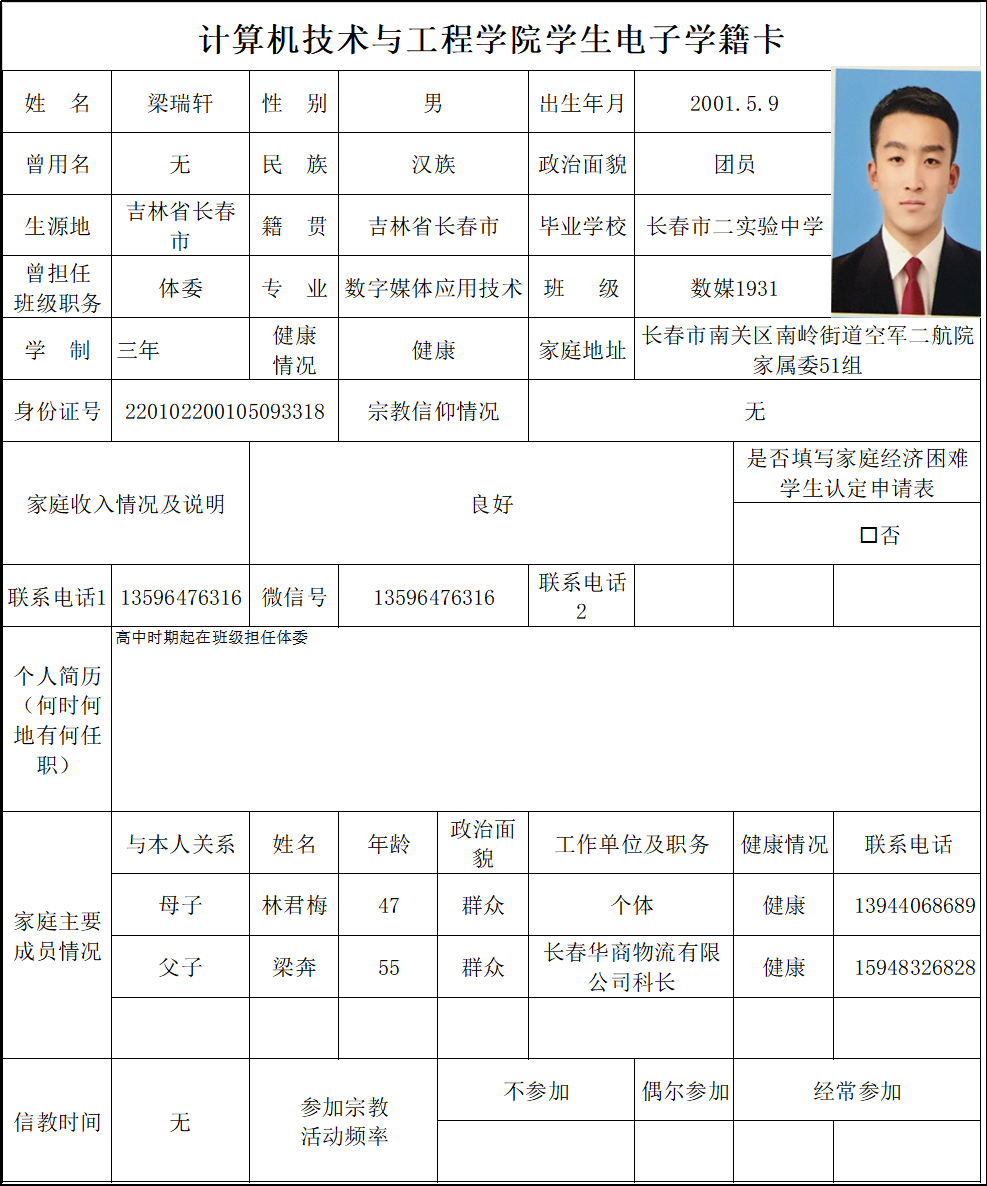 计算机技术与工程学院学生电子学籍卡
姓 名 梁瑞轩 性 别 男 出生年月 2001.5.9
曾用名 无 民 族 汉族 政治面貌 团员
生源地 吉林省长春市 籍 贯 吉林省长春市 毕业学校 长春市二实验中学
曾担任班级职务 体委 专 业 数字媒体应用技术 班 级 数媒1931
学 制 三年 健康情况 健康 家庭地址 长春市南关区南岭街道空军二航院家属委51组
身份证号 220102200105093318 宗教信仰情况 无
家庭收入情况及说明 良好 是否填写家庭经济困难学生认定申请表
□否
联系电话1 13596476316 微信号 13596476316 联系电话2
个人简历（何时何地有何任职） 高中时期起在班级担任体委
家庭主要成员情况 与本人关系 姓名 年龄 政治面貌 工作单位及职务 健康情况 联系电话
母子 林君梅 47 群众 个体 健康 13944068689
父子 梁奔 55 群众 长春华商物流有限公司科长 健康 15948326828
信教时间 无 参加宗教活动频率 不参加 偶尔参加 经常参加